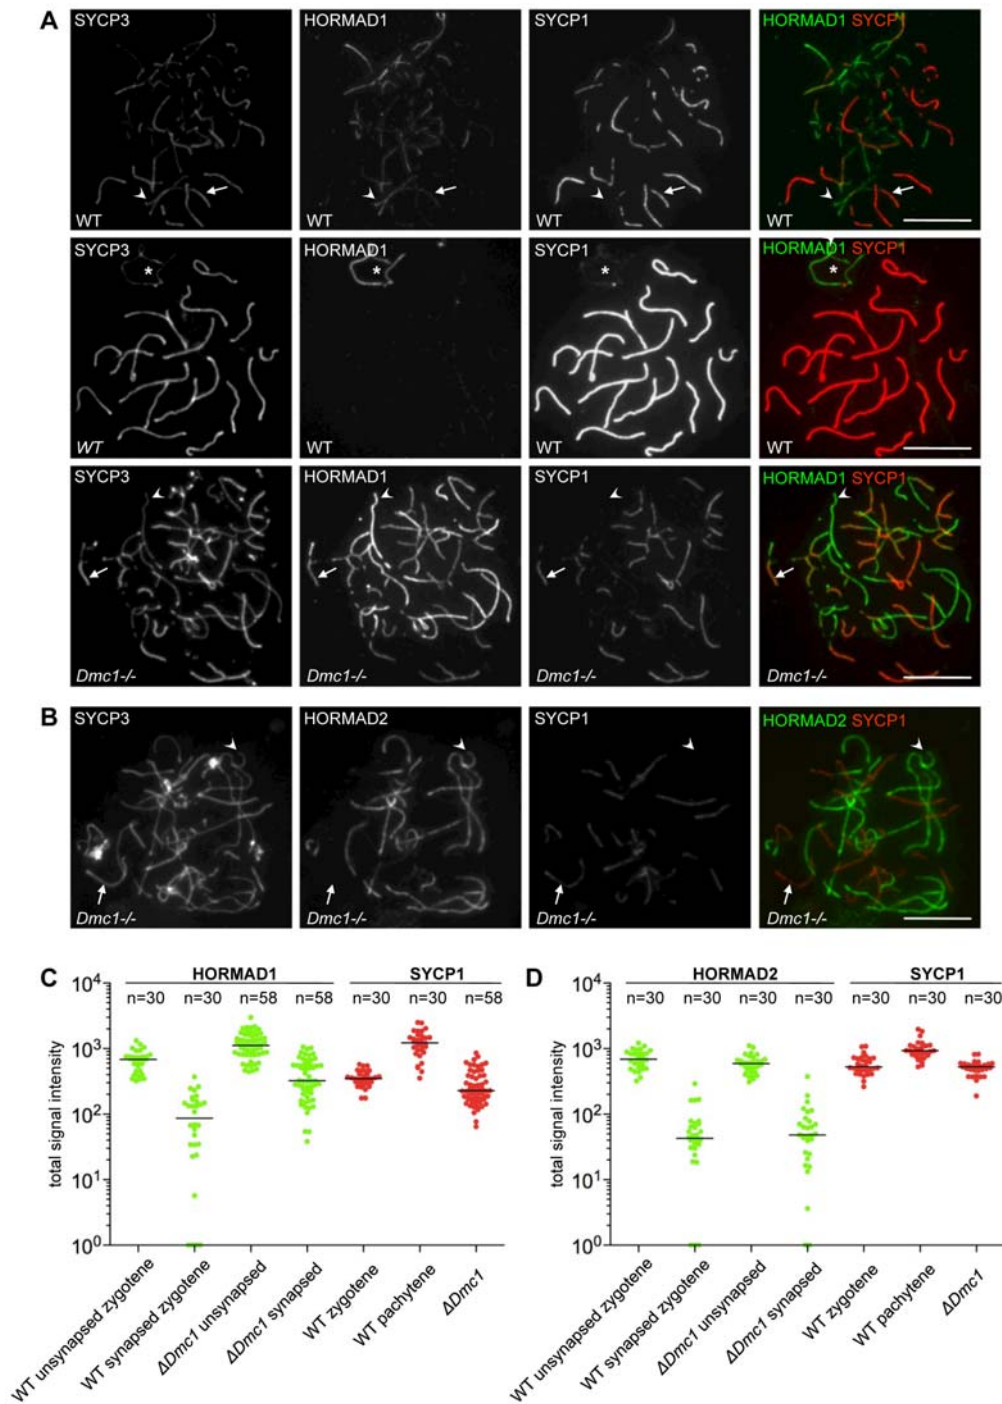 A
SYCP3 HORMAD1 SYCP1 HORMAD1 SYCP1
WT WT WT
SYCP3 HORMAD1 SYCP1 HORMAD1 SYCP1
* * * *
WT WT WT
SYCP3 HORMAD1 SYCP1 HORMAD1 SYCP1
Dmc1-/- Dmc1-/- Dmc1-/-
B
SYCP3 HORMAD2 SYCP1 HORMAD2 SYCP1
Dmc1-/- Dmc1-/- Dmc1-/-
C
HORMAD1 SYCP1
n=30 n=30 n=58 n=58 n=30 n=30 n=58
total signal intensity
10⁴
10³
10²
10¹
10⁰
WT unsynapsed zygotene
WT synapsed zygotene
ΔDmc1 unsynapsed
ΔDmc1 synapsed
WT zygotene
WT pachytene
ΔDmc1
D
HORMAD2 SYCP1
n=30 n=30 n=30 n=30 n=30 n=30 n=30
total signal intensity
10⁴
10³
10²
10¹
10⁰
WT unsynapsed zygotene
WT synapsed zygotene
ΔDmc1 unsynapsed
ΔDmc1 synapsed
WT zygotene
WT pachytene
ΔDmc1